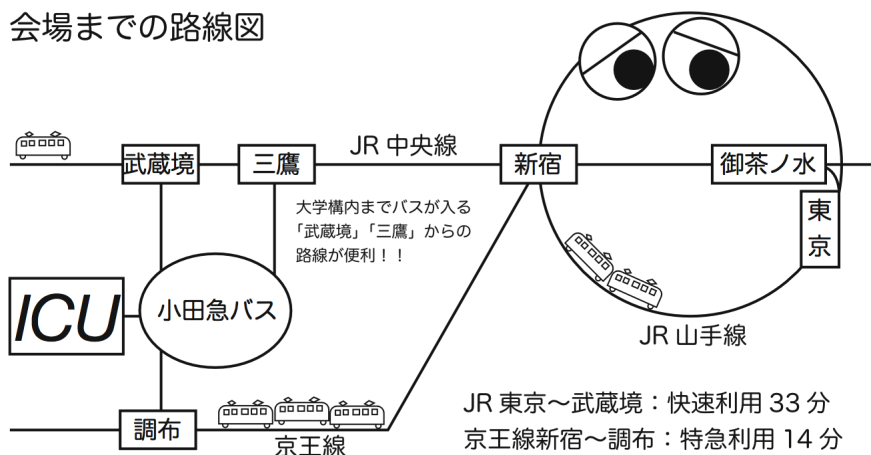 会場までの路線図
JR 中央線
武蔵境
三鷹
新宿
御茶ノ水
東京
大学構内までバスが入る
「武蔵境」「三鷹」からの
路線が便利！！
ICU
小田急バス
JR 山手線
調布
京王線
JR 東京〜武蔵境：快速利用 33 分
京王線新宿〜調布：特急利用 14 分